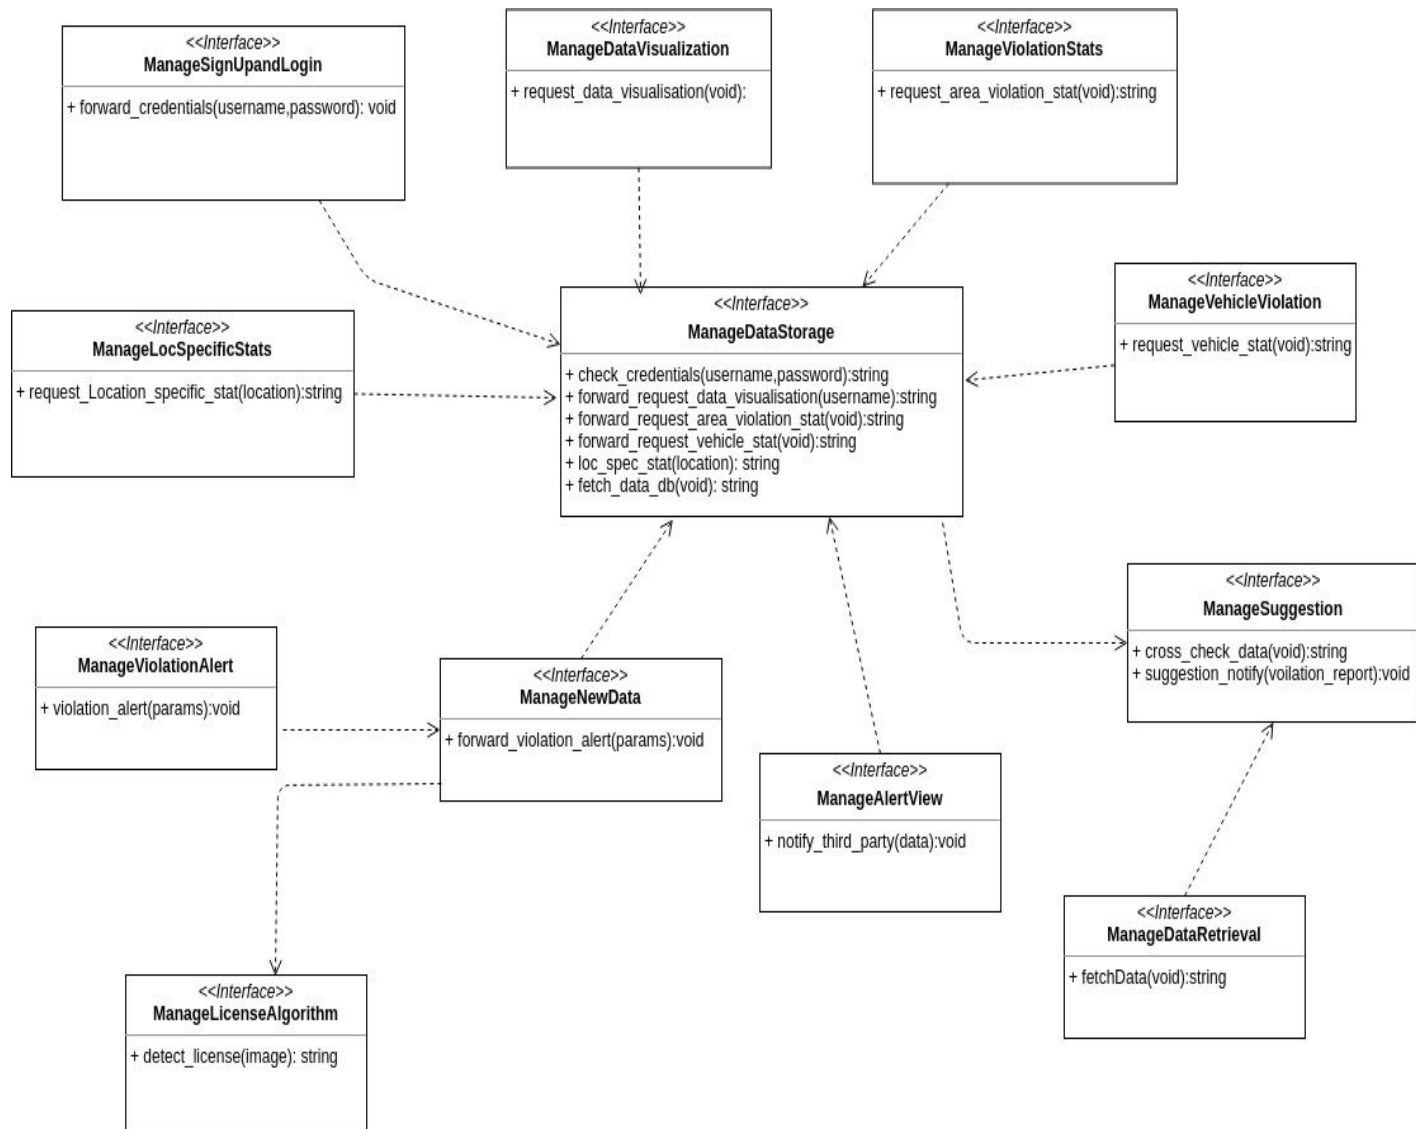 <<Interface>>
ManageSignUpandLogin
+ forward_credentials(username,password): void
<<Interface>>
ManageDataVisualization
+ request_data_visualisation(void):
<<Interface>>
ManageViolationStats
+ request_area_violation_stat(void):string
<<Interface>>
ManageLocSpecificStats
+ request_Location_specific_stat(location):string
<<Interface>>
ManageDataStorage
+ check_credentials(username,password):string
+ forward_request_data_visualisation(username):string
+ forward_request_area_violation_stat(void):string
+ forward_request_vehicle_stat(void):string
+ loc_spec_stat(location): string
+ fetch_data_db(void): string
<<Interface>>
ManageVehicleViolation
+ request_vehicle_stat(void):string
<<Interface>>
ManageViolationAlert
+ violation_alert(params):void
<<Interface>>
ManageNewData
+ forward_violation_alert(params):void
<<Interface>>
ManageSuggestion
+ cross_check_data(void):string
+ suggestion_notify(voilation_report):void
<<Interface>>
ManageAlertView
+ notify_third_party(data):void
<<Interface>>
ManageDataRetrieval
+ fetchData(void):string
<<Interface>>
ManageLicenseAlgorithm
+ detect_license(image): string